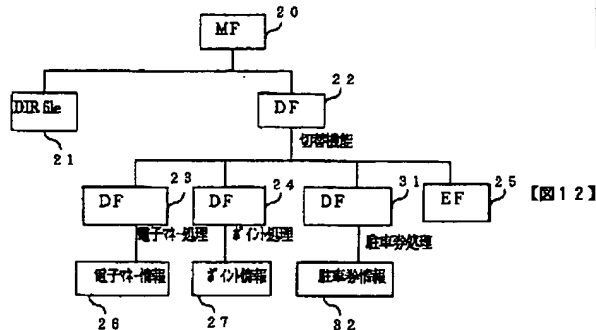 20
MF
22
DIR file
DF
21
切替機能
23
24
31
25
DF
DF
DF
EF
【図12】
電子マネー処理
ポイント処理
駐車券処理
電子マネー情報
ポイント情報
駐車券情報
26
27
32